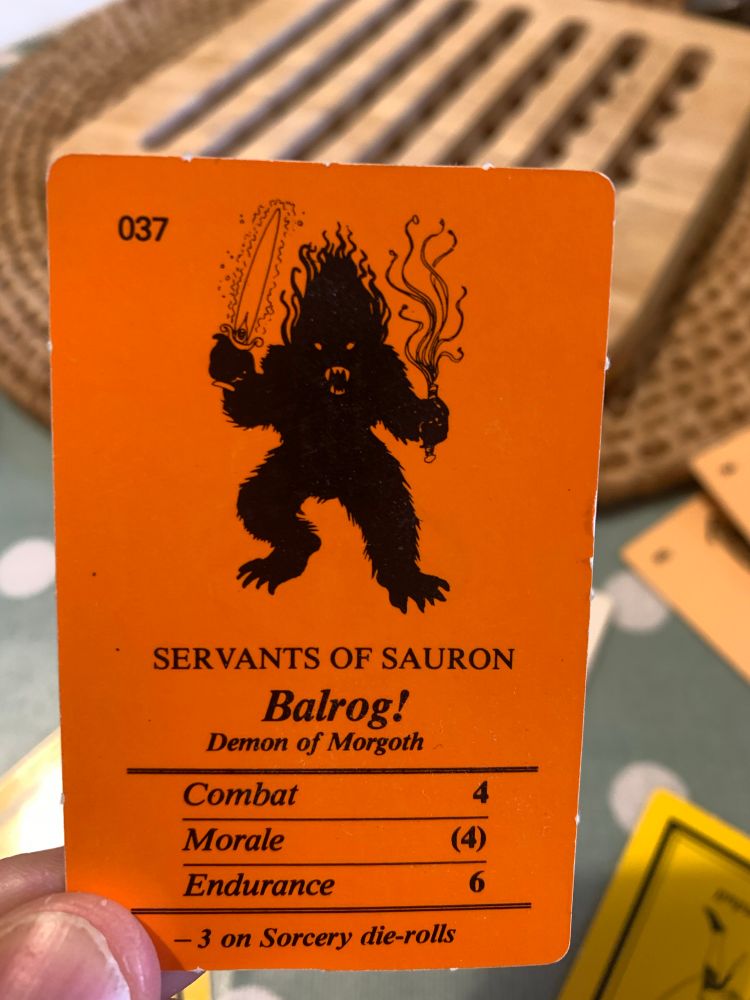 037
SERVANTS OF SAURON
Balrog!
Demon of Morgoth
Combat 4
Morale (4)
Endurance 6
– 3 on Sorcery die-rolls